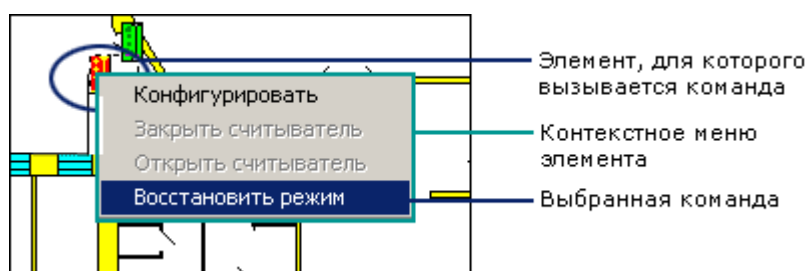 Элемент, для которого
вызывается команда
Конфигурировать
Закрыть считыватель
Открыть считыватель
Восстановить режим
Контекстное меню
элемента
Выбранная команда